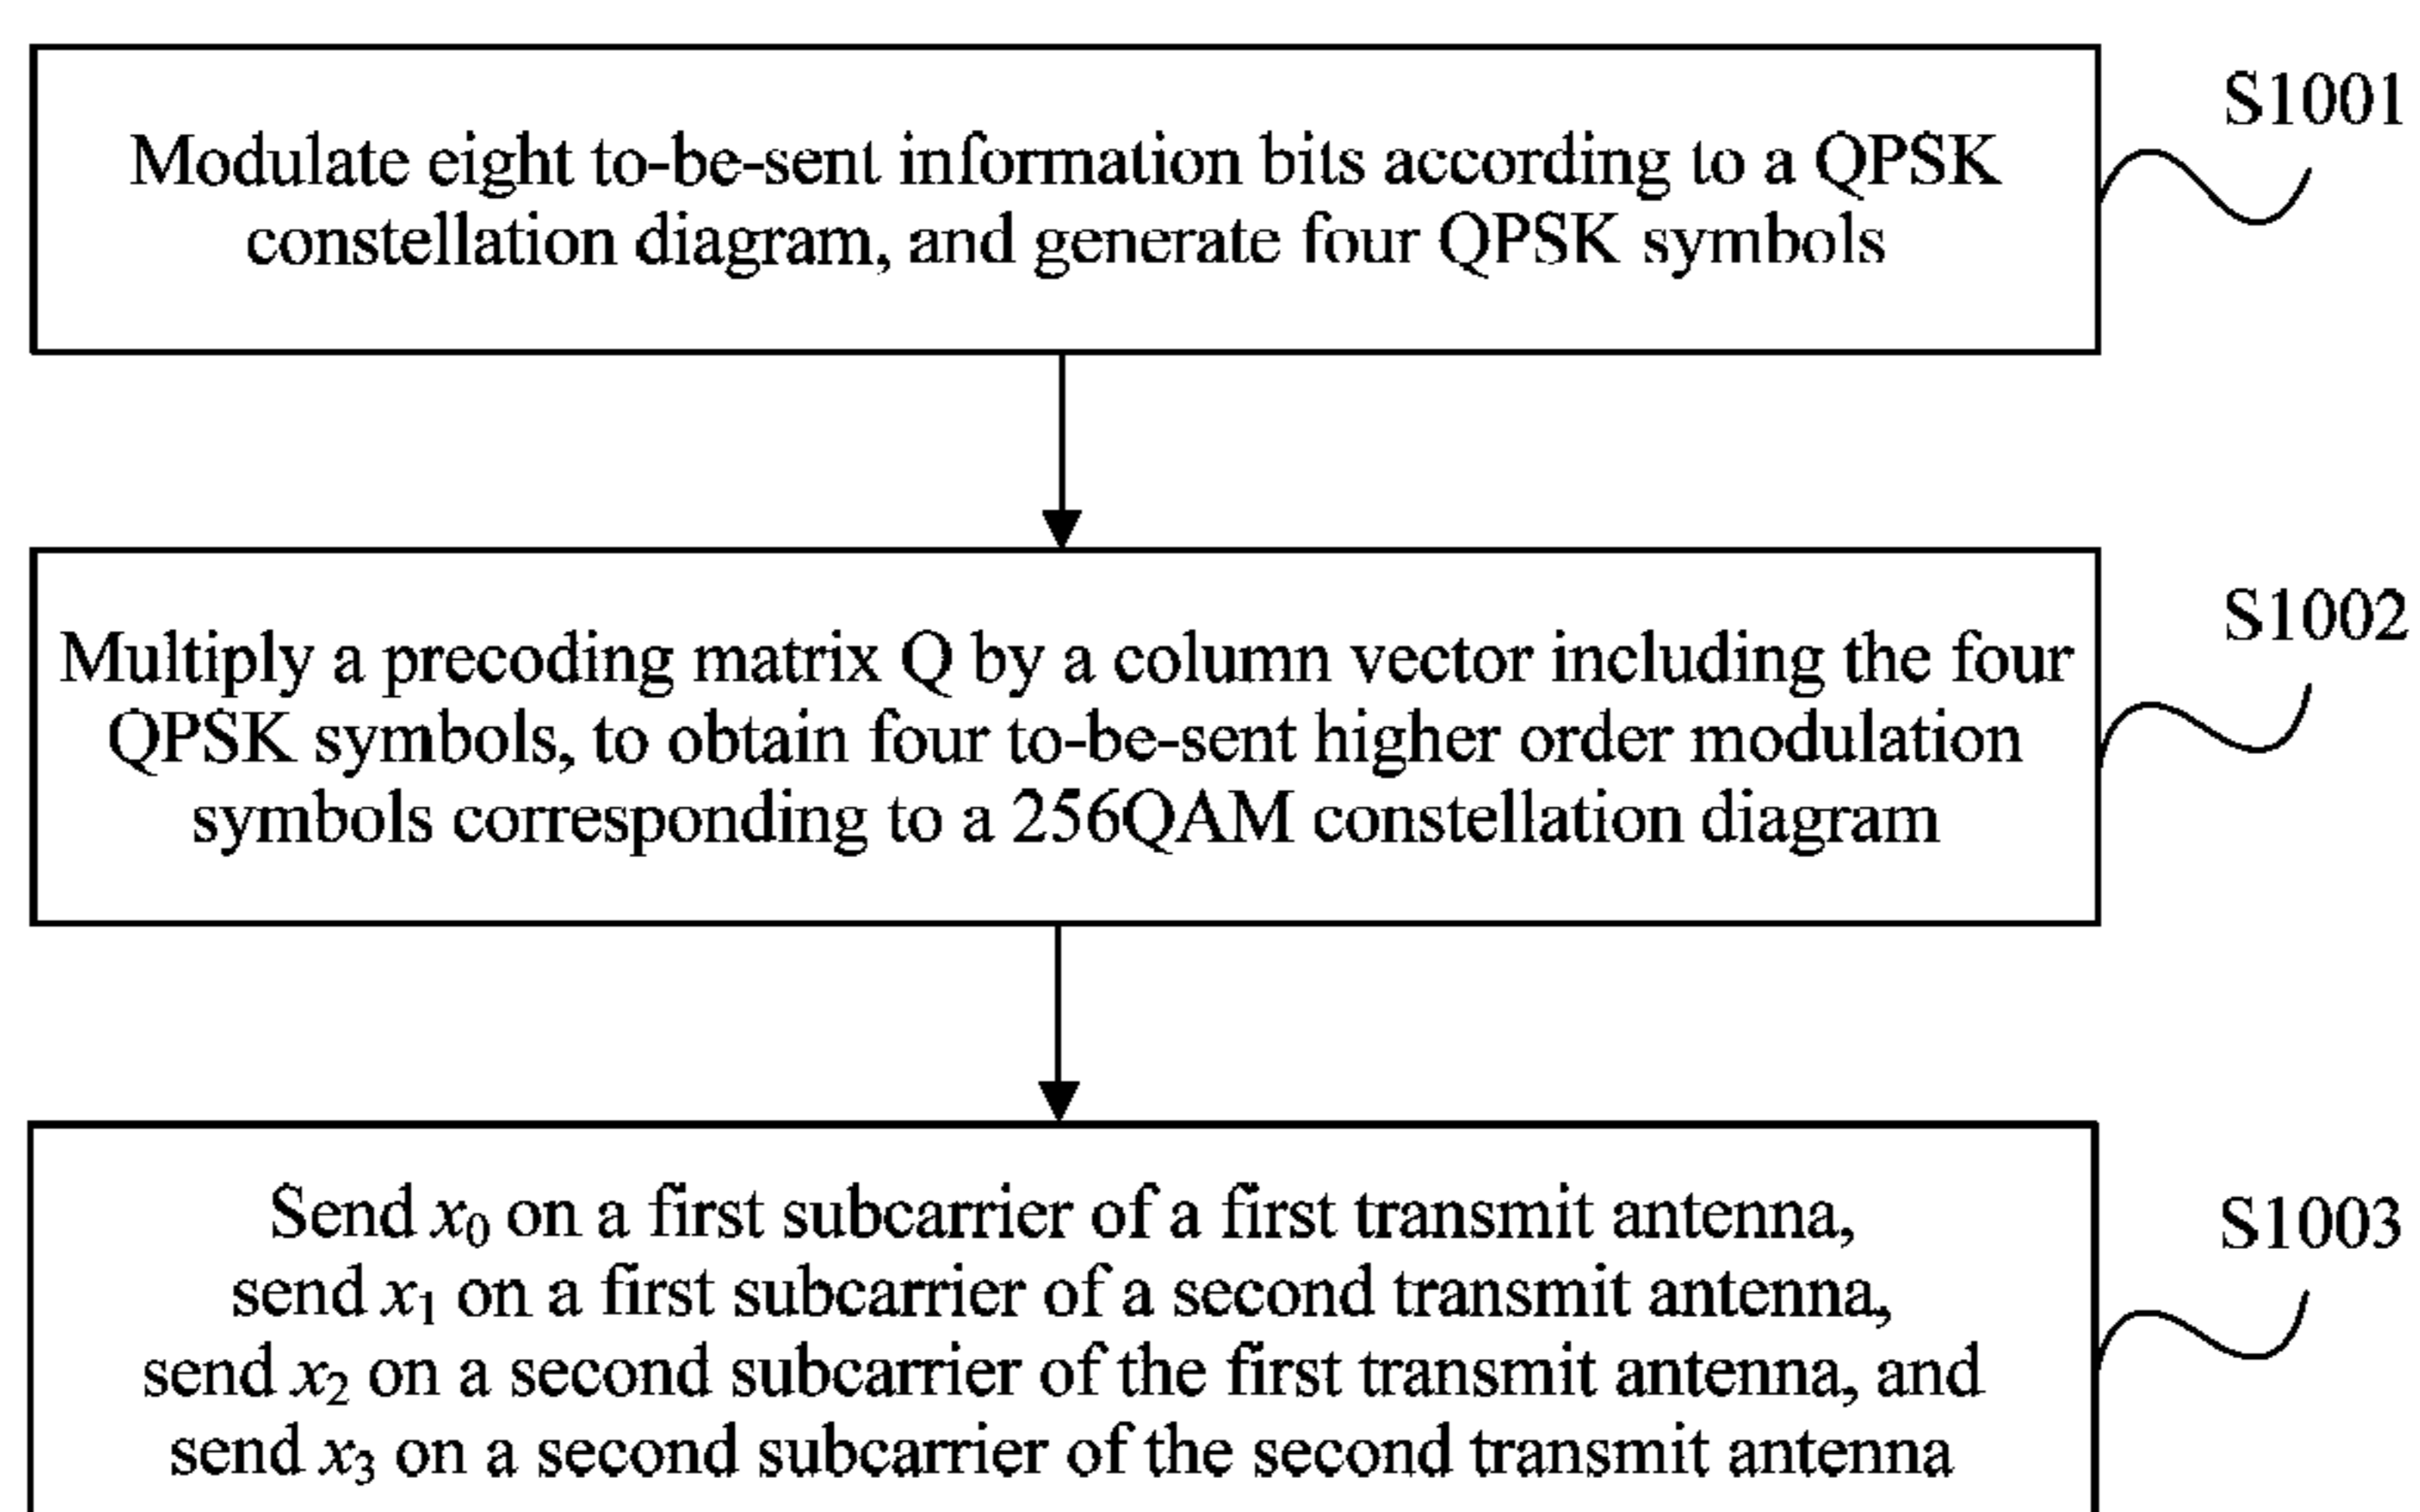 Modulate eight to-be-sent information bits according to a QPSK
constellation diagram, and generate four QPSK symbols
S1001
Multiply a precoding matrix Q by a column vector including the four
QPSK symbols, to obtain four to-be-sent higher order modulation
symbols corresponding to a 256QAM constellation diagram
S1002
Send x₀ on a first subcarrier of a first transmit antenna,
send x₁ on a first subcarrier of a second transmit antenna,
send x₂ on a second subcarrier of the first transmit antenna, and
send x₃ on a second subcarrier of the second transmit antenna
S1003